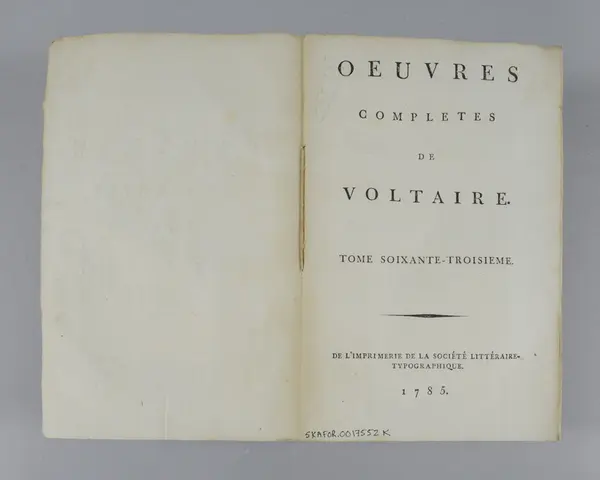 OEUVRES
COMPLETES
DE
VOLTAIRE.
TOME SOIXANTE-TROISIEME.
DE L'IMPRIMERIE DE LA SOCIÉTÉ LITTÉRAIRE-
TYPOGRAPHIQUE.
1785.
SKAFOR.0017552 K